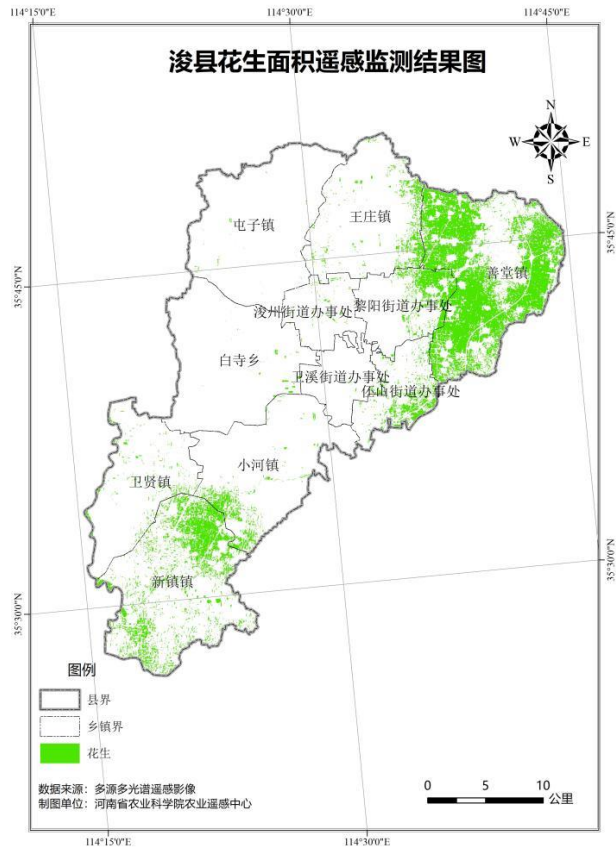 114°15'0"E
114°30'0"E
114°45'0"E
浚县花生面积遥感监测结果图
N
W
E
S
屯子镇
王庄镇
善堂镇
35°45'0"N
35°45'0"N
浚州街道办事处
黎阳街道办事处
白寺乡
卫溪街道办事处
伾山街道办事处
小河镇
卫贤镇
新镇镇
35°30'0"N
35°30'0"N
图例
县界
乡镇界
花生
数据来源：多源多光谱遥感影像
制图单位：河南省农业科学院农业遥感中心
0
5
10
公里
114°15'0"E
114°30'0"E